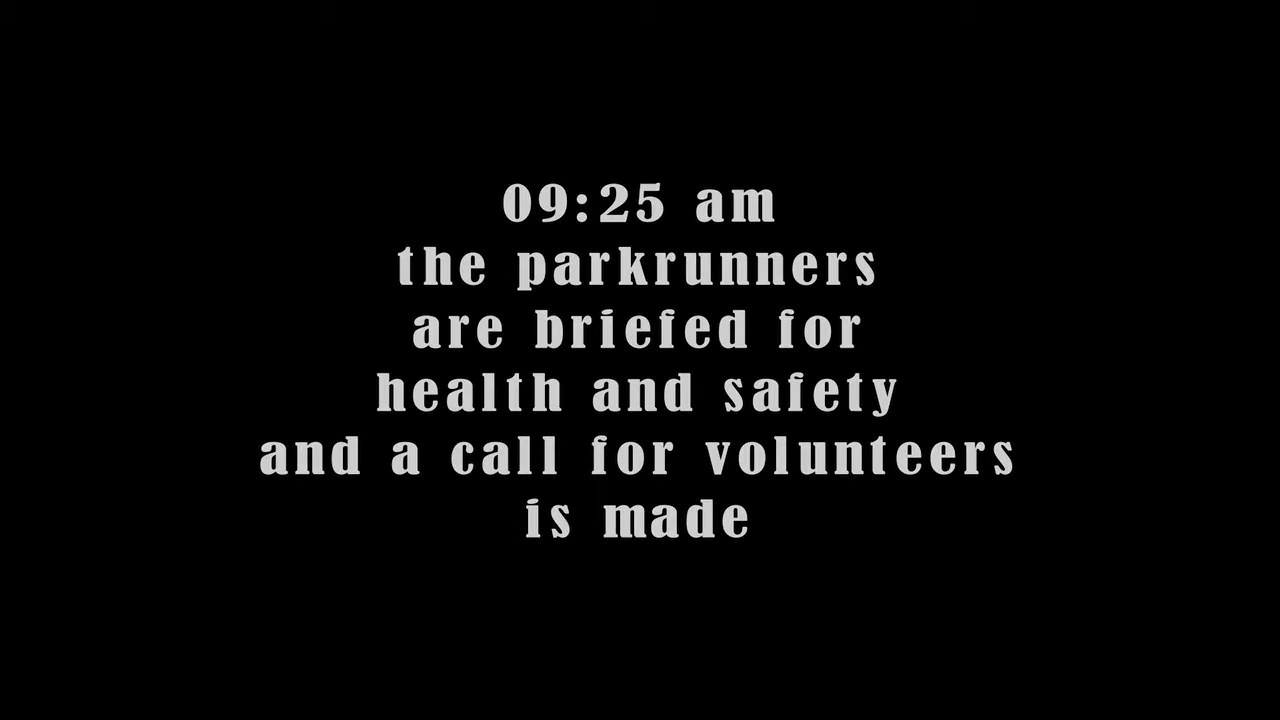 09:25 am
the parkrunners
are briefed for
health and safety
and a call for volunteers
is made